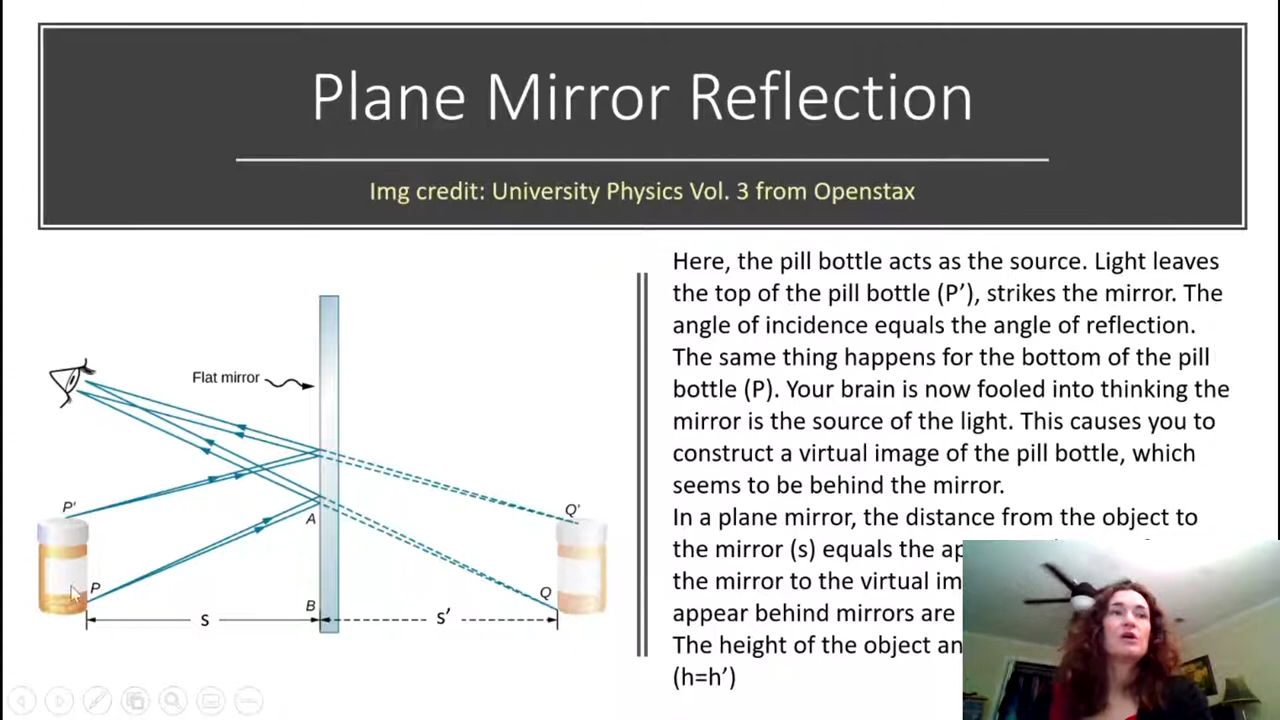 Plane Mirror Reflection
Img credit: University Physics Vol. 3 from Openstax
Here, the pill bottle acts as the source. Light leaves
the top of the pill bottle (P’), strikes the mirror. The
angle of incidence equals the angle of reflection.
The same thing happens for the bottom of the pill
bottle (P). Your brain is now fooled into thinking the
mirror is the source of the light. This causes you to
construct a virtual image of the pill bottle, which
seems to be behind the mirror.
In a plane mirror, the distance from the object to
the mirror (s) equals the
the mirror to the virtual
appear behind mirrors are
The height of the object
(h=h’)
Flat mirror
P'
Q'
A
P
Q
B
s
s'